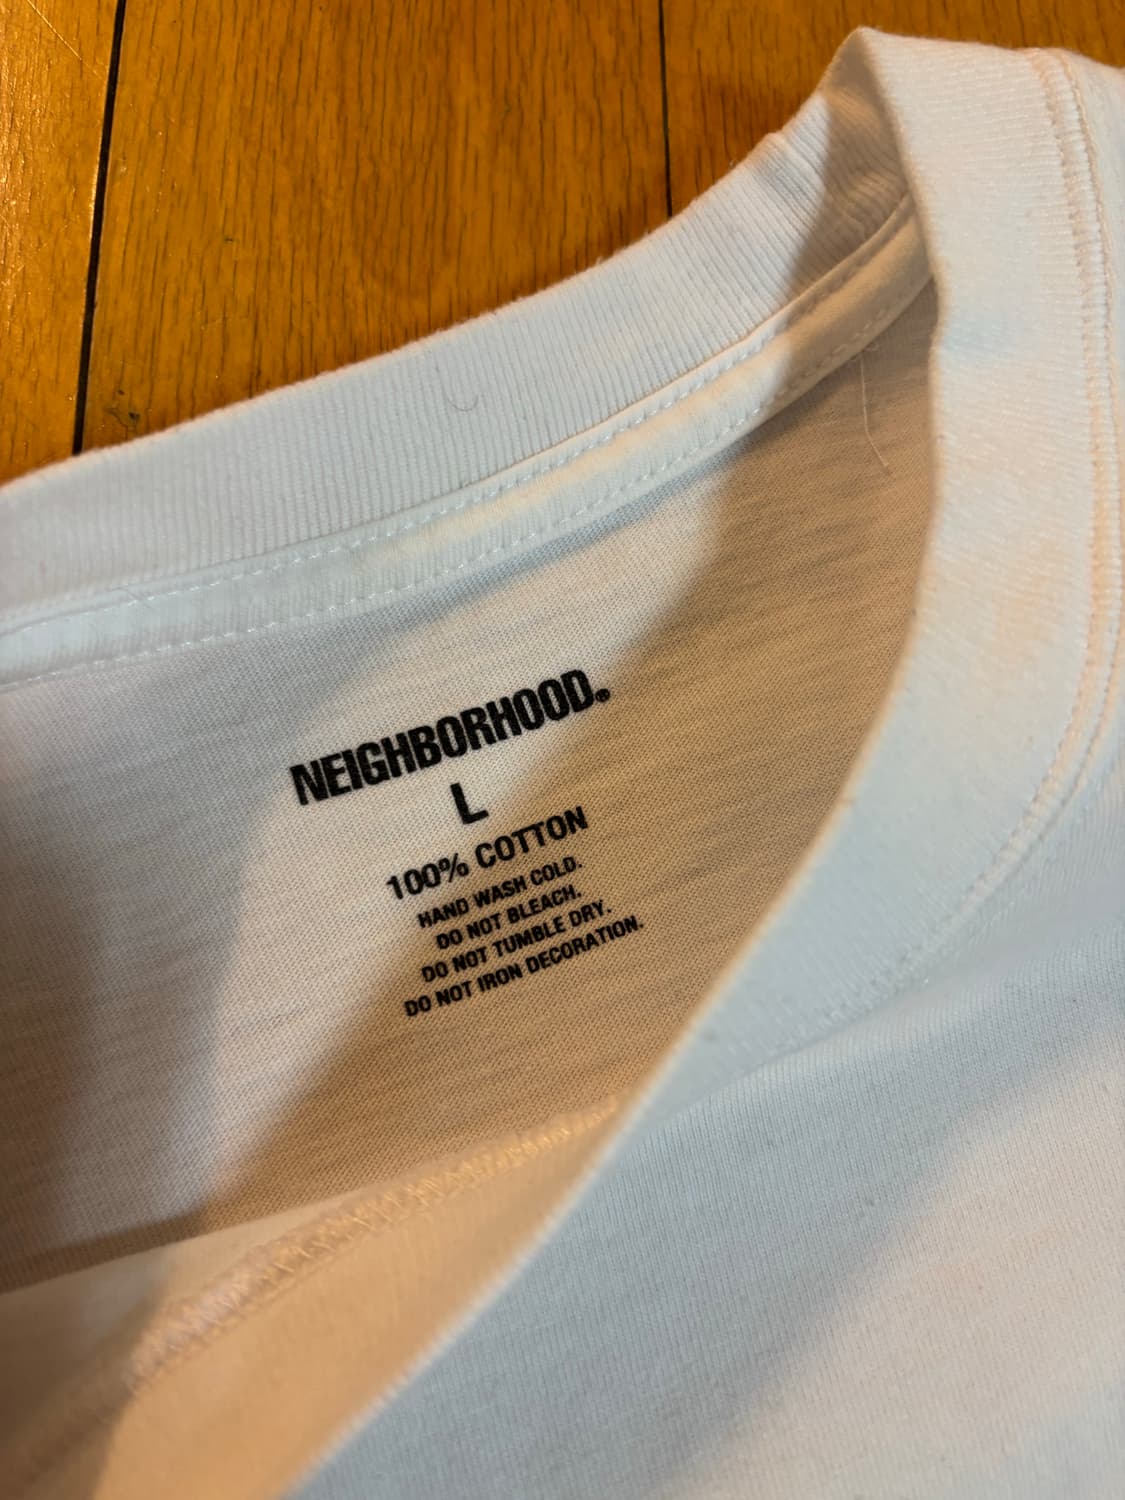 NEIGHBORHOOD®
L
100% COTTON
HAND WASH COLD.
DO NOT BLEACH.
DO NOT TUMBLE DRY.
DO NOT IRON DECORATION.